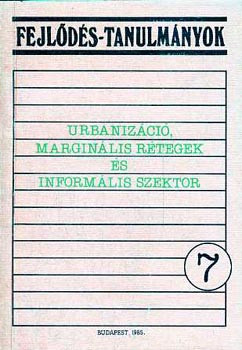 FEJLŐDÉS-TANULMÁNYOK
URBANIZÁCIÓ,
MARGINÁLIS RÉTEGEK
ÉS
INFORMÁLIS SZEKTOR
7
BUDAPEST, 1985.